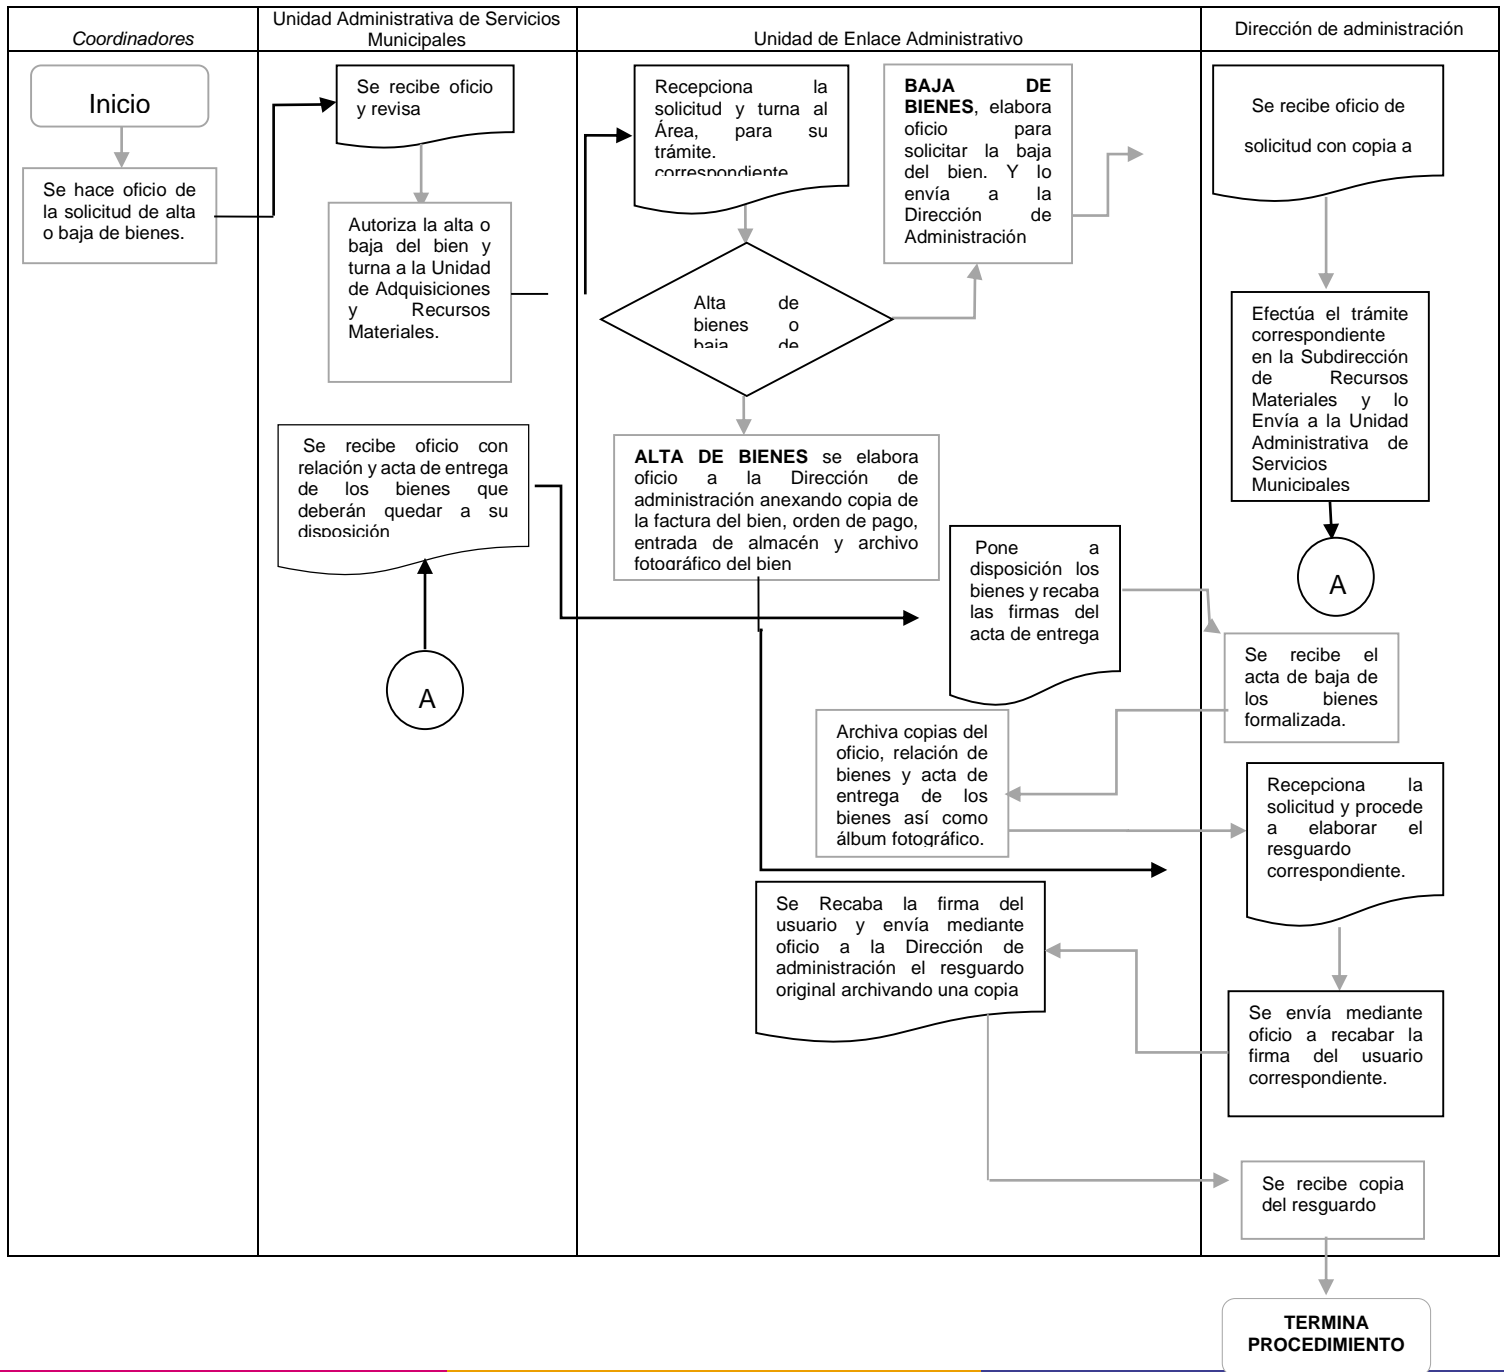 Coordinadores
Unidad Administrativa de Servicios
Municipales
Unidad de Enlace Administrativo
Dirección de administración
Inicio
Se hace oficio de
la solicitud de alta
o baja de bienes.
Se recibe oficio
y revisa
Autoriza la alta o
baja del bien y
turna a la Unidad
de Adquisiciones
y Recursos
Materiales.
Recepciona la
solicitud y turna al
Área, para su
trámite.
correspondiente
BAJA DE
BIENES, elabora
oficio para
solicitar la baja
del bien. Y lo
envía a la
Dirección de
Administración
Se recibe oficio de
solicitud con copia a
Alta de
bienes o
baja de
Efectúa el trámite
correspondiente
en la Subdirección
de Recursos
Materiales y lo
Envía a la Unidad
Administrativa de
Servicios
Municipales
Se recibe oficio con
relación y acta de entrega
de los bienes que
deberán quedar a su
disposición
ALTA DE BIENES se elabora
oficio a la Dirección de
administración anexando copia de
la factura del bien, orden de pago,
entrada de almacén y archivo
fotográfico del bien
Pone a
disposición los
bienes y recaba
las firmas del
acta de entrega
A
A
Se recibe el
acta de baja de
los bienes
formalizada.
Archiva copias del
oficio, relación de
bienes y acta de
entrega de los
bienes así como
álbum fotográfico.
Recepciona la
solicitud y procede
a elaborar el
resguardo
correspondiente.
Se Recaba la firma del
usuario y envía mediante
oficio a la Dirección de
administración el resguardo
original archivando una copia
Se envía mediante
oficio a recabar la
firma del usuario
correspondiente.
Se recibe copia
del resguardo
TERMINA
PROCEDIMIENTO